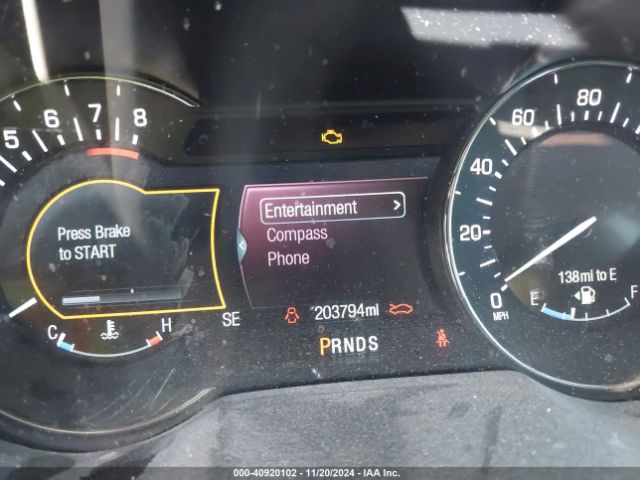 5 6 7 8
Press Brake
to START
C H
SE
Entertainment >
Compass
Phone
203794mi
PRNDS
0 20 40 60 80
MPH
138mi to E
E F
000-40920102 - 11/20/2024 - IAA Inc.